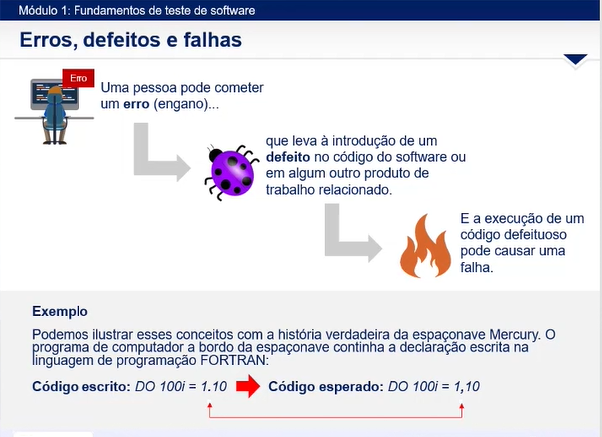 Módulo 1: Fundamentos de teste de software
Erros, defeitos e falhas
Erro
Uma pessoa pode cometer
um erro (engano)...
que leva à introdução de um
defeito no código do software ou
em algum outro produto de
trabalho relacionado.
E a execução de um
código defeituoso
pode causar uma
falha.
Exemplo
Podemos ilustrar esses conceitos com a história verdadeira da espaçonave Mercury. O
programa de computador a bordo da espaçonave continha a declaração escrita na
linguagem de programação FORTRAN:
Código escrito: DO 100i = 1.10 Código esperado: DO 100i = 1,10